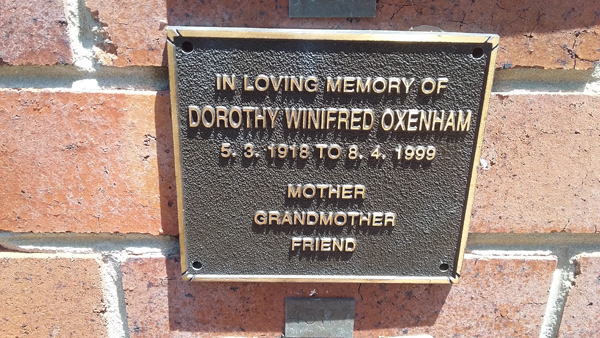 IN LOVING MEMORY OF
DOROTHY WINIFRED OXENHAM
5. 3. 1918 TO 8. 4. 1999
MOTHER
GRANDMOTHER
FRIEND